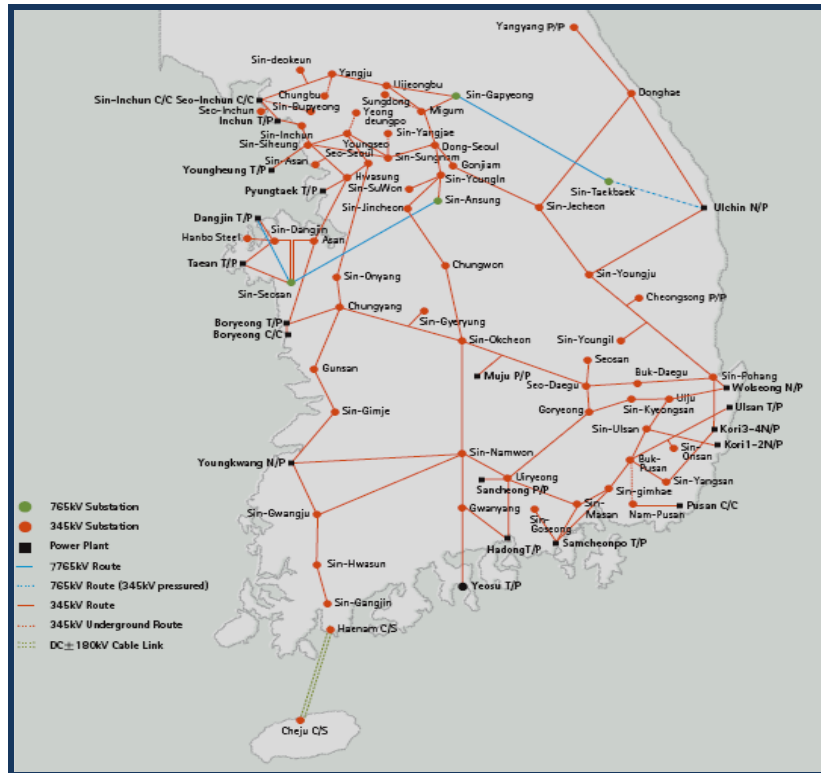 Yangyang P/P
Sin-deokeun
Yangju
Uijeongbu
Sin-Gapyeong
Donghae
Chungbu
Sungdong
Sin-Inchun C/C Seo-Inchun C/C
Sin-Gupyeong
Yeong
deungpo
Migum
Seo-Inchun
Inchun T/P
Sin-Inchun
Sin-Yangjae
Sin-Siheung
Youngseo
Dong-Seoul
Seo-Seoul
Sin-Sungnam
Gonjiam
Sin-Asan
Youngheung T/P
Hwasung
Sin-YoungIn
Sin-SuWon
Sin-Taekbaek
Pyungtaek T/P
Sin-Ansung
Sin-Jincheon
Sin-Jecheon
Ulchin N/P
Dangjin T/P
Sin-Dangjin
Hanbo Steel
Asan
Taean T/P
Chungwon
Sin-Onyang
Sin-Youngju
Sin-Seosan
Cheongsong P/P
Chungyang
Boryeong T/P
Sin-Gyeryung
Boryeong C/C
Sin-Okcheon
Sin-Youngil
Seosan
Gunsan
Muju P/P
Buk-Daegu
Sin-Pohang
Seo-Daegu
Wolseong N/P
Ulju
Sin-Gimje
Goryeong
Sin-Kyeongsan
Ulsan T/P
Sin-Ulsan
Kori3-4N/P
Kori1-2N/P
Sin-Namwon
Buk-
Pusan
Sin-
Onsan
Youngkwang N/P
Uiryeong
Sancheong P/P
Sin-Yangsan
Sin-gimhae
765kV Substation
Sin-Gwangju
Gwanyang
Sin-
Goseong
Sin-
Masan
Nam-Pusan
Pusan C/C
345kV Substation
Power Plant
HadongT/P
Samcheonpo T/P
7765kV Route
Sin-Hwasun
765kV Route (345kV pressured)
Yeosu T/P
345kV Route
Sin-Gangjin
345kV Underground Route
Haenam C/S
DC±180kV Cable Link
Cheju C/S